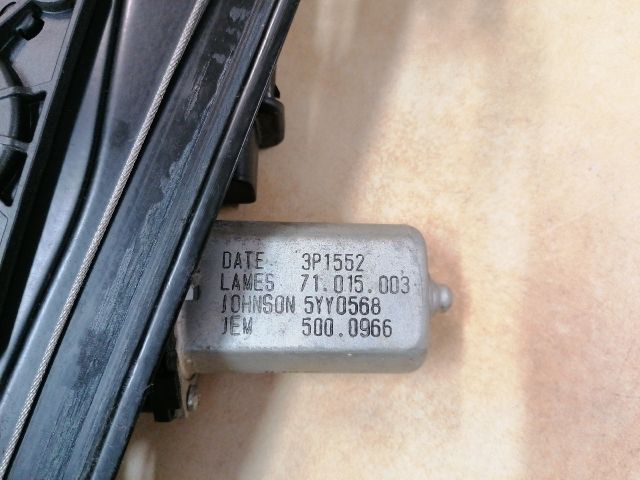 DATE 3P1552
LAMES 71.015.003
JOHNSON 5YY0568
JEM 500.0966